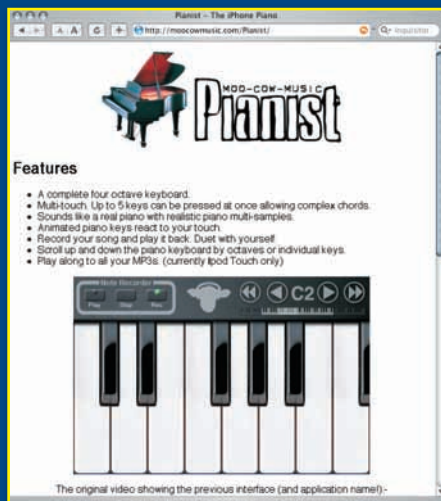 Pianist – The iPhone Piano
A A
http://moocowmusic.com/Pianist/
Inquisitor
MOO-COW-MUSIC
Pianist
Features
• A complete four octave keyboard.
• Multi-touch. Up to 5 keys can be pressed at once allowing complex chords.
• Sounds like a real piano with realistic piano multi-samples.
• Animated piano keys react to your touch.
• Record your song and play it back. Duet with yourself
• Scroll up and down the piano keyboard by octaves or individual keys.
• Play along to all your MP3s. (currently Ipod Touch only)
Note Recorder
Play Stop Rec
C2
The original video showing the previous interface (and application name!):-